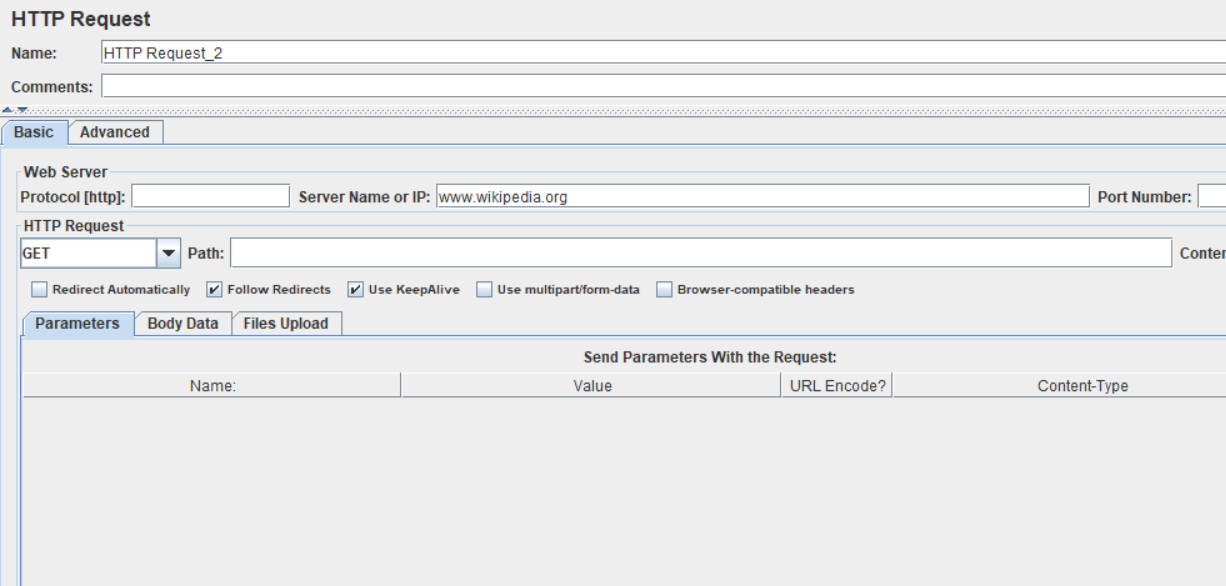 HTTP Request
Name: HTTP Request_2
Comments:
Basic Advanced
Web Server
Protocol [http]: Server Name or IP: www.wikipedia.org Port Number:
HTTP Request
GET Path: Conter
Redirect Automatically Follow Redirects Use KeepAlive Use multipart/form-data Browser-compatible headers
Parameters Body Data Files Upload
Send Parameters With the Request:
Name: Value URL Encode? Content-Type